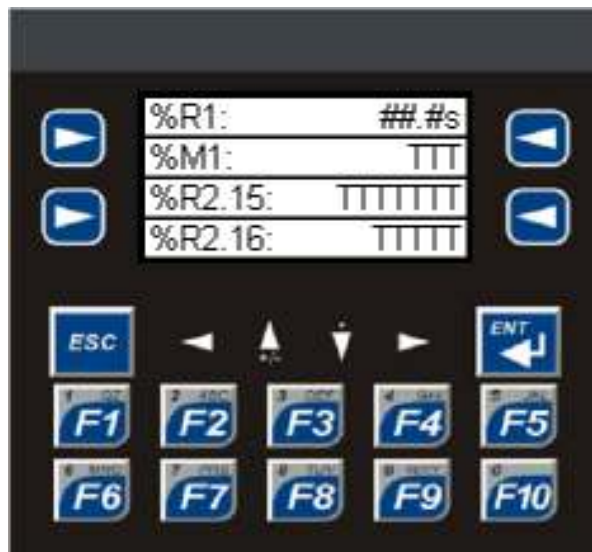 %R1: ##.#s
%M1: TTT
%R2.15: TTTTTTT
%R2.16: TTTTT
ESC
+/-
ENT
F1 F2 F3 F4 F5
F6 F7 F8 F9 F10